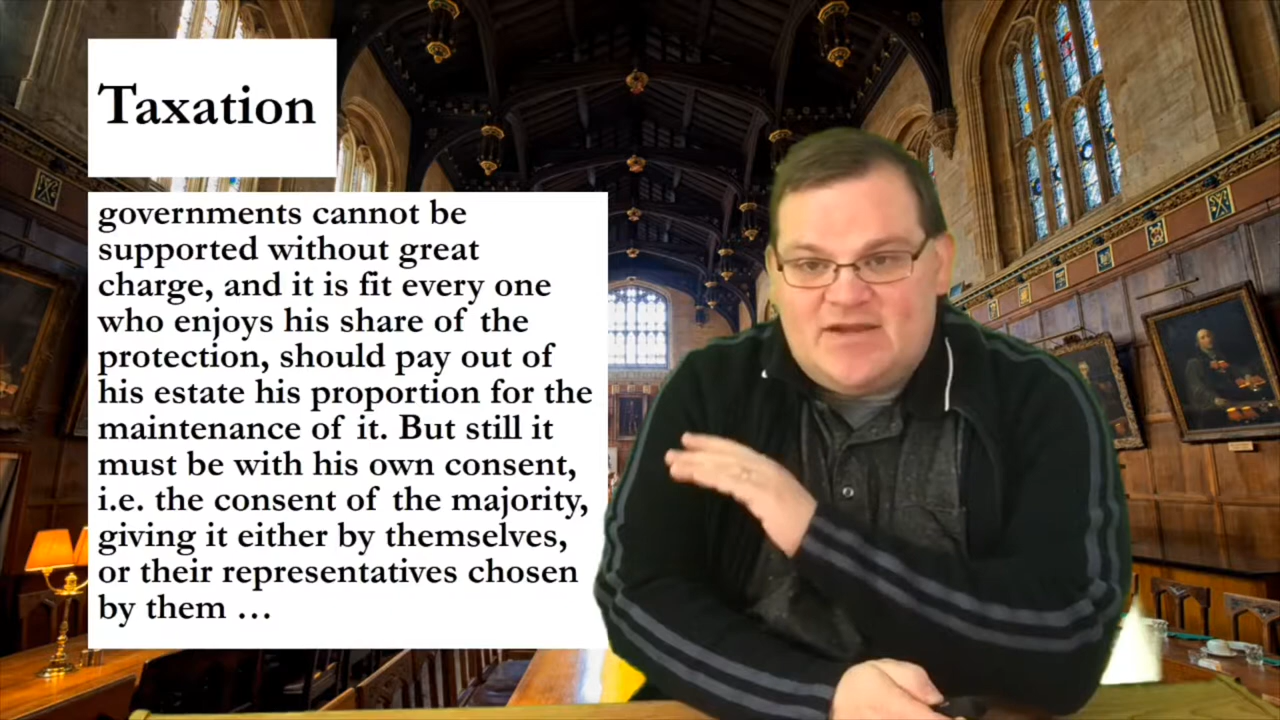 Taxation
governments cannot be
supported without great
charge, and it is fit every one
who enjoys his share of the
protection, should pay out of
his estate his proportion for the
maintenance of it. But still it
must be with his own consent,
i.e. the consent of the majority,
giving it either by themselves,
or their representatives chosen
by them …